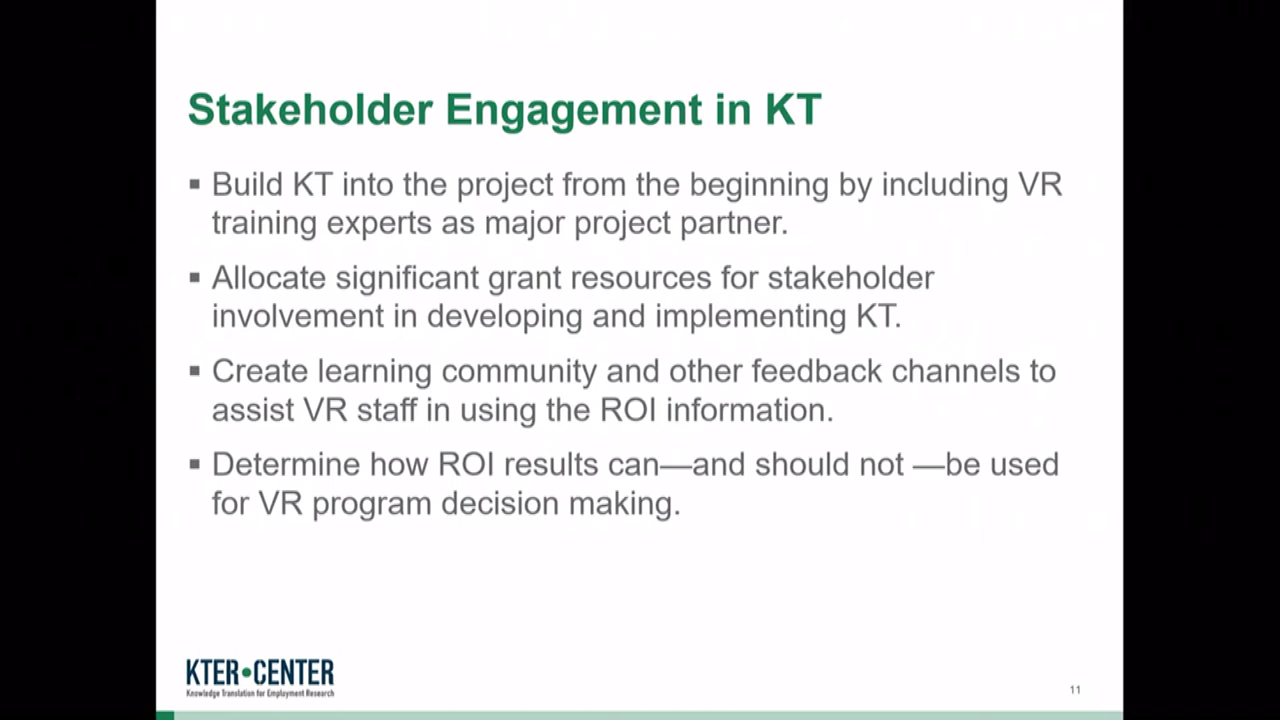 Stakeholder Engagement in KT
▪ Build KT into the project from the beginning by including VR
training experts as major project partner.
▪ Allocate significant grant resources for stakeholder
involvement in developing and implementing KT.
▪ Create learning community and other feedback channels to
assist VR staff in using the ROI information.
▪ Determine how ROI results can—and should not —be used
for VR program decision making.
KTER•CENTER
Knowledge Translation for Employment Research
11